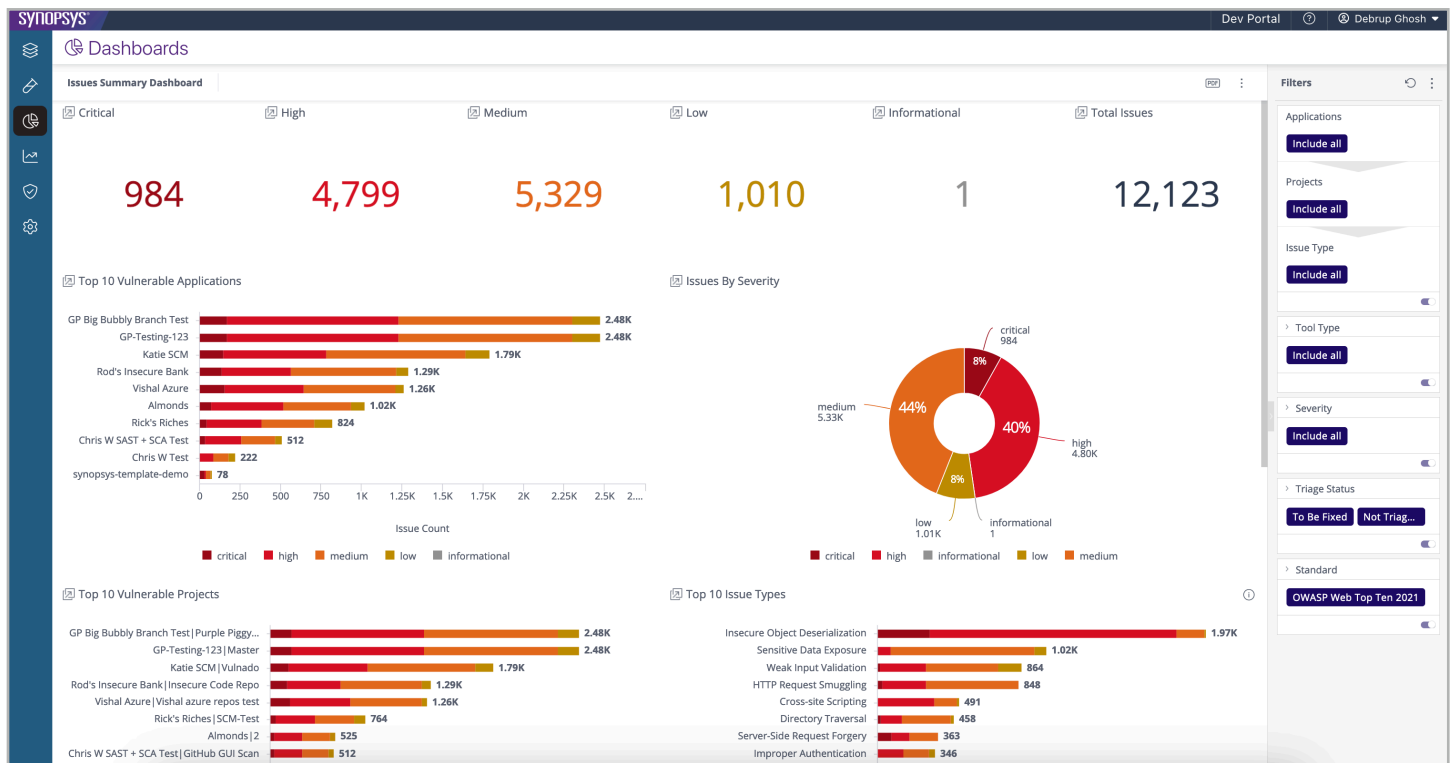 SYNOPSYS®
Dev Portal ? Debrup Ghosh
Dashboards
Issues Summary Dashboard
PDF
Critical High Medium Low Informational Total Issues
984 4,799 5,329 1,010 1 12,123
Top 10 Vulnerable Applications
GP Big Bubbly Branch Test 2.48K
GP-Testing-123 2.48K
Katie SCM 1.79K
Rod's Insecure Bank 1.29K
Vishal Azure 1.26K
Almonds 1.02K
Rick's Riches 824
Chris W SAST + SCA Test 512
Chris W Test 222
synopsys-template-demo 78
0 250 500 750 1K 1.25K 1.5K 1.75K 2K 2.25K 2.5K 2....
Issue Count
critical high medium low informational
Issues By Severity
critical
984
8%
medium
5.33K
44%
40%
high
4.80K
8%
low
1.01K
informational
1
critical high informational low medium
Top 10 Vulnerable Projects
GP Big Bubbly Branch Test|Purple Piggy... 2.48K
GP-Testing-123|Master 2.48K
Katie SCM|Vulnado 1.79K
Rod's Insecure Bank|Insecure Code Repo 1.29K
Vishal Azure|Vishal azure repos test 1.26K
Rick's Riches|SCM-Test 764
Almonds|2 525
Chris W SAST + SCA Test|GitHub GUI Scan 512
Top 10 Issue Types
Insecure Object Deserialization 1.97K
Sensitive Data Exposure 1.02K
Weak Input Validation 864
HTTP Request Smuggling 848
Cross-site Scripting 491
Directory Traversal 458
Server-Side Request Forgery 363
Improper Authentication 346
Filters
Applications
Include all
Projects
Include all
Issue Type
Include all
Tool Type
Include all
Severity
Include all
Triage Status
To Be Fixed Not Triag...
Standard
OWASP Web Top Ten 2021